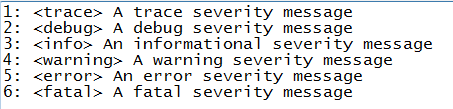 1: <trace> A trace severity message
2: <debug> A debug severity message
3: <info> An informational severity message
4: <warning> A warning severity message
5: <error> An error severity message
6: <fatal> A fatal severity message